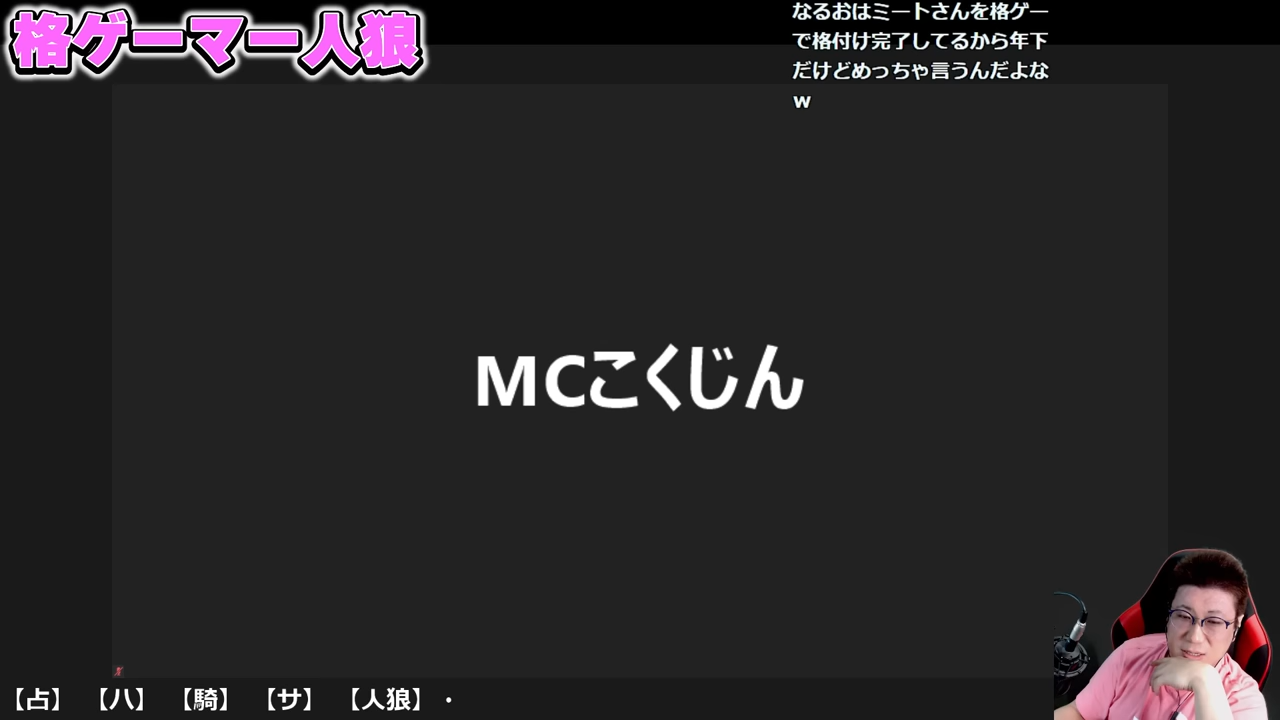 格ゲーマー人狼
なるおはミートさんを格ゲー
で格付け完了してるから年下
だけどめっちゃ言うんだよな
w
MCこくじん
【占】 【ハ】 【騎】 【サ】 【人狼】・